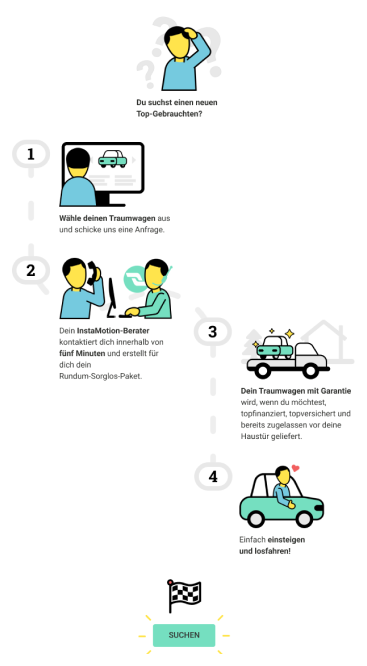 Du suchst einen neuen
Top-Gebrauchten?
1
Wähle deinen Traumwagen aus
und schicke uns eine Anfrage.
2
Dein InstaMotion-Berater
kontaktiert dich innerhalb von
fünf Minuten und erstellt für
dich dein
Rundum-Sorglos-Paket.
3
Dein Traumwagen mit Garantie
wird, wenn du möchtest,
topfinanziert, topversichert und
bereits zugelassen vor deine
Haustür geliefert.
4
Einfach einsteigen
und losfahren!
SUCHEN